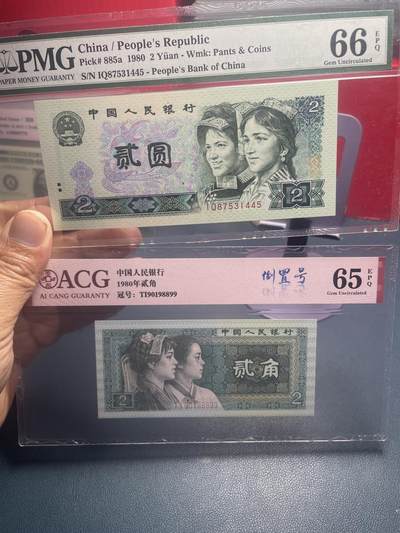 PMG
PAPER MONEY GUARANTY
China / People's Republic
Pick# 885a 1980 2 Yüan - Wmk: Pants & Coins
S/N IQ87531445 - People's Bank of China
66 EPQ
Gem Uncirculated
中国人民银行
2
贰圆
IQ87531445
2
ACG
AI CANG GUARANTY
中国人民银行
1980年贰角
冠号: TI90198899
倒置号
65 EPQ
Gem Uncirculated
中国人民银行
贰角
2
2